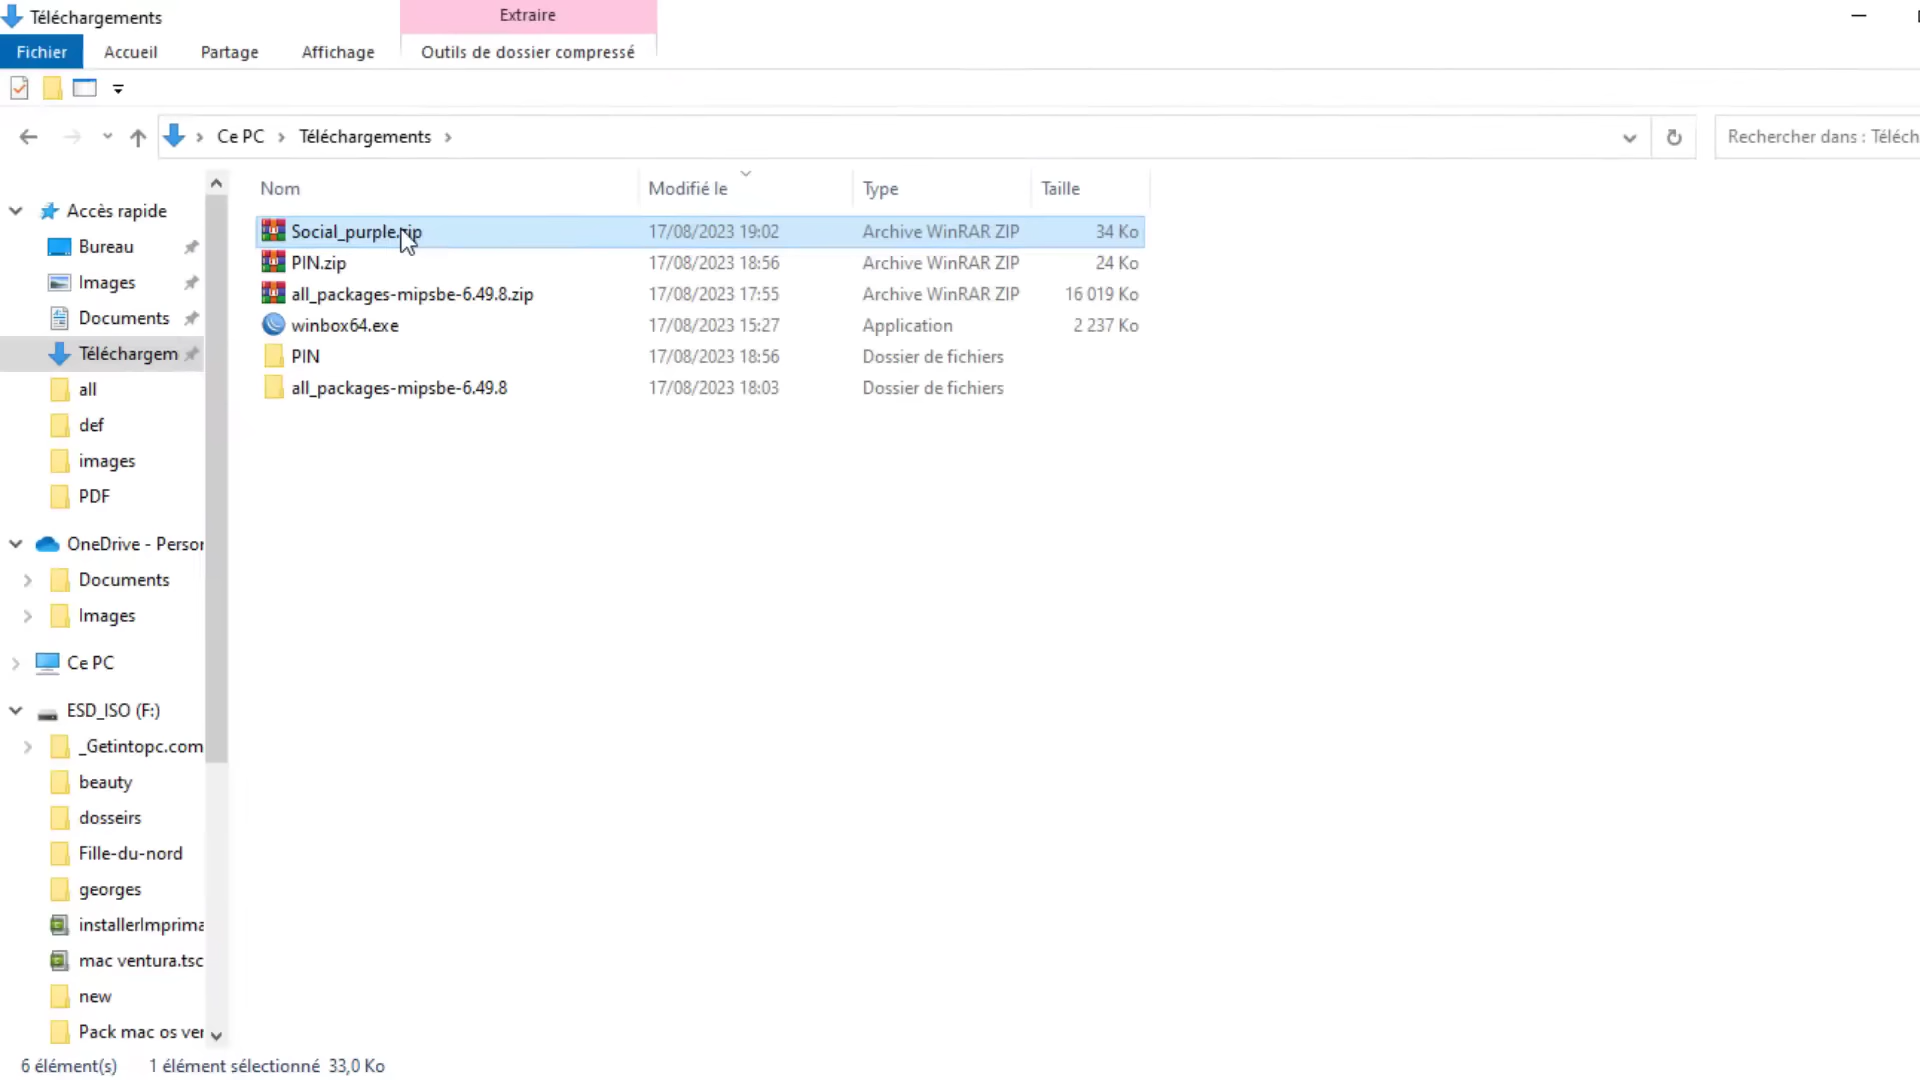 Téléchargements
Extraire
Fichier Accueil Partage Affichage Outils de dossier compressé
Ce PC Téléchargements
Rechercher dans : Téléch
Nom Modifié le Type Taille
Social_purple.zip 17/08/2023 19:02 Archive WinRAR ZIP 34 Ko
PIN.zip 17/08/2023 18:56 Archive WinRAR ZIP 24 Ko
all_packages-mipsbe-6.49.8.zip 17/08/2023 17:55 Archive WinRAR ZIP 16 019 Ko
winbox64.exe 17/08/2023 15:27 Application 2 237 Ko
PIN 17/08/2023 18:56 Dossier de fichiers
all_packages-mipsbe-6.49.8 17/08/2023 18:03 Dossier de fichiers
Accès rapide
Bureau
Images
Documents
Téléchargem
all
def
images
PDF
OneDrive - Person
Documents
Images
Ce PC
ESD_ISO (F:)
_Getintopc.com
beauty
dosseirs
Fille-du-nord
georges
installerImprima
mac ventura.tsc
new
Pack mac os ver
6 élément(s) 1 élément sélectionné 33,0 Ko